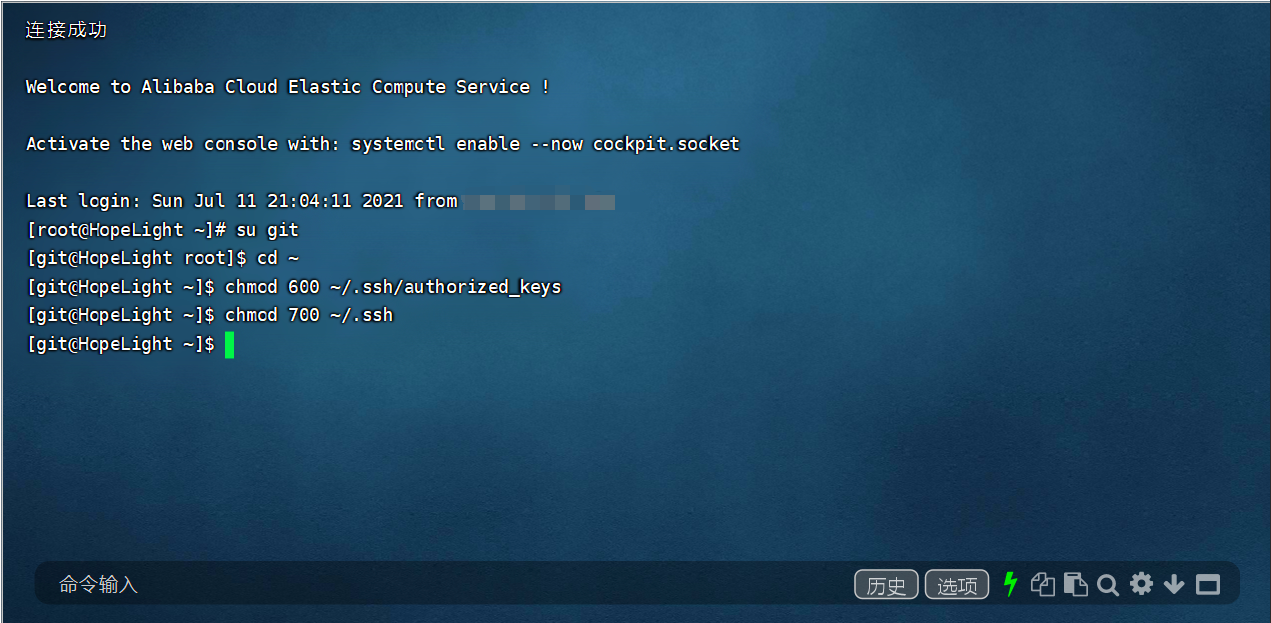 连接成功
Welcome to Alibaba Cloud Elastic Compute Service !
Activate the web console with: systemctl enable --now cockpit.socket
Last login: Sun Jul 11 21:04:11 2021 from
[root@HopeLight ~]# su git
[git@HopeLight root]$ cd ~
[git@HopeLight ~]$ chmod 600 ~/.ssh/authorized_keys
[git@HopeLight ~]$ chmod 700 ~/.ssh
[git@HopeLight ~]$
命令输入 历史 选项